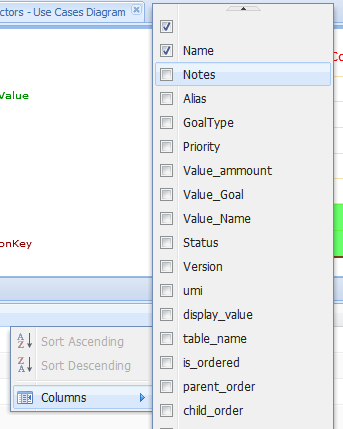 ctors - Use Cases Diagram
Value
onKey
Co
Name
Notes
Alias
GoalType
Priority
Value_ammount
Value_Goal
Value_Name
Status
Version
umi
display_value
table_name
is_ordered
parent_order
child_order
Sort Ascending
Sort Descending
Columns